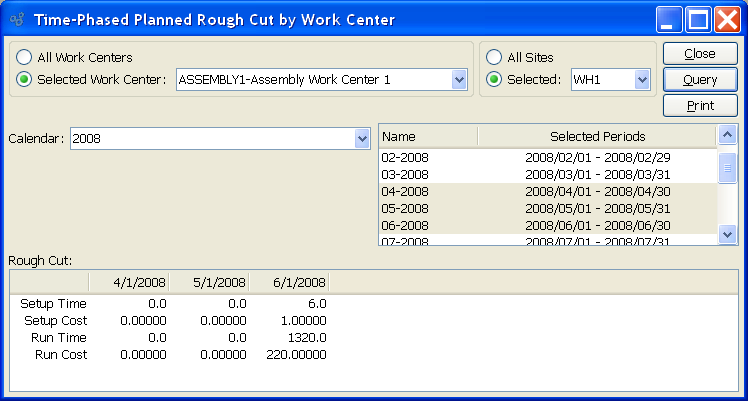 Time-Phased Planned Rough Cut by Work Center
All Work Centers
Selected Work Center: ASSEMBLY1-Assembly Work Center 1
All Sites
Selected: WH1
Close
Query
Print
Calendar: 2008
Name Selected Periods
02-2008 2008/02/01 - 2008/02/29
03-2008 2008/03/01 - 2008/03/31
04-2008 2008/04/01 - 2008/04/30
05-2008 2008/05/01 - 2008/05/31
06-2008 2008/06/01 - 2008/06/30
07-2008 2008/07/01 - 2008/07/31
Rough Cut:
4/1/2008 5/1/2008 6/1/2008
Setup Time 0.0 0.0 6.0
Setup Cost 0.00000 0.00000 1.00000
Run Time 0.0 0.0 1320.0
Run Cost 0.00000 0.00000 220.00000